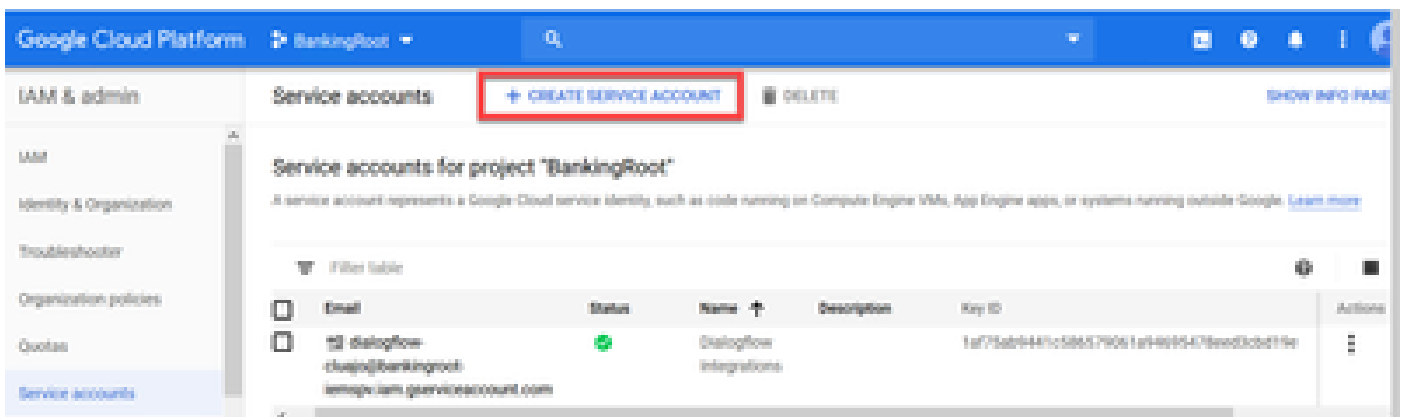 Google Cloud Platform BankingRoot
IAM & admin
Service accounts
CREATE SERVICE ACCOUNT
DELETE
SHOW INFO PANE
IAM
Identity & Organization
Troubleshooter
Organization policies
Quotas
Service accounts
Service accounts for project "BankingRoot"
A service account represents a Google Cloud service identity, such as code running on Compute Engine VMs, App Engine apps, or systems running outside Google. Learn more
Filter table
Email Status Name Description Key ID Actions
dialogflow-
Dialogflow
Integrations